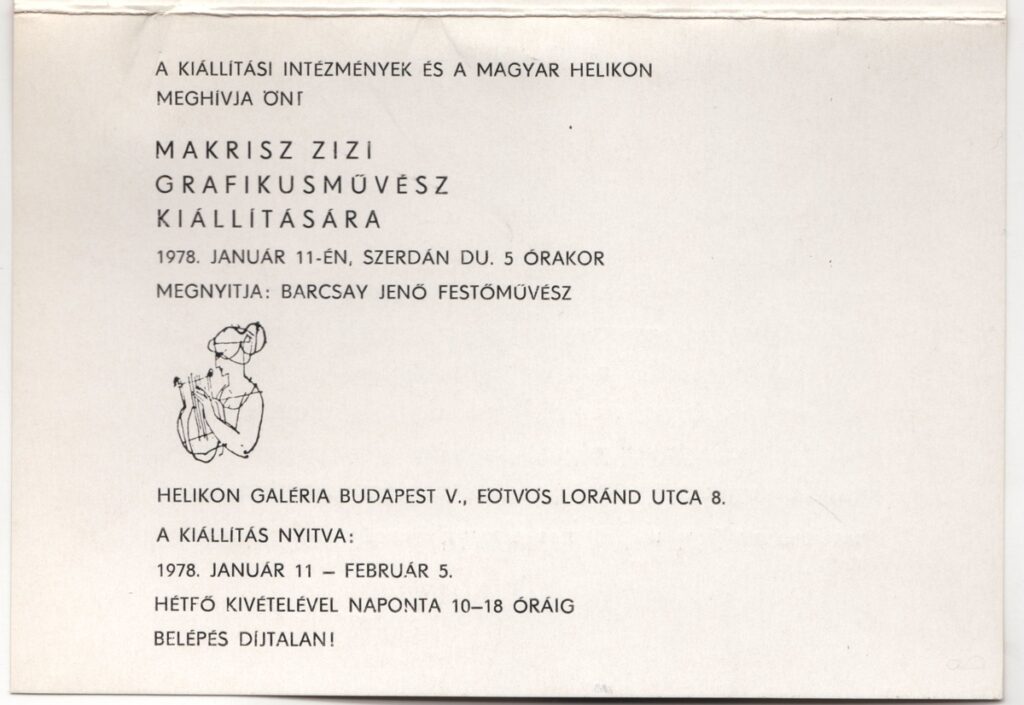 A KIÁLLÍTÁSI INTÉZMÉNYEK ÉS A MAGYAR HELIKON
MEGHÍVJA ÖNT
MAKRISZ ZIZI
GRAFIKUSMŰVÉSZ
KIÁLLÍTÁSÁRA
1978. JANUÁR 11-ÉN, SZERDÁN DU. 5 ÓRAKOR
MEGNYITJA: BARCSAY JENŐ FESTŐMŰVÉSZ
HELIKON GALÉRIA BUDAPEST V., EÖTVÖS LORÁND UTCA 8.
A KIÁLLÍTÁS NYITVA:
1978. JANUÁR 11 – FEBRUÁR 5.
HÉTFŐ KIVÉTELÉVEL NAPONTA 10–18 ÓRÁIG
BELÉPÉS DÍJTALAN!